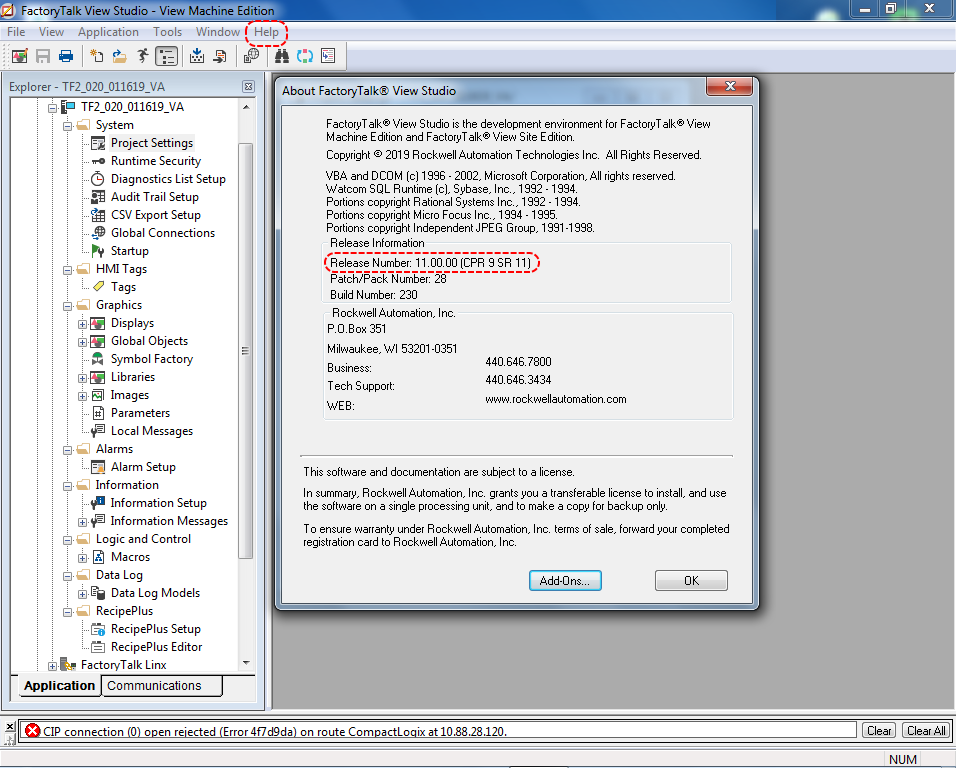 FactoryTalk View Studio - View Machine Edition
File View Application Tools Window Help
Explorer - TF2_020_011619_VA
TF2_020_011619_VA
System
Project Settings
Runtime Security
Diagnostics List Setup
Audit Trail Setup
CSV Export Setup
Global Connections
Startup
HMI Tags
Tags
Graphics
Displays
Global Objects
Symbol Factory
Libraries
Images
Parameters
Local Messages
Alarms
Alarm Setup
Information
Information Setup
Information Messages
Logic and Control
Macros
Data Log
Data Log Models
RecipePlus
RecipePlus Setup
RecipePlus Editor
FactoryTalk Linx
Application Communications
About FactoryTalk® View Studio
FactoryTalk® View Studio is the development environment for FactoryTalk® View
Machine Edition and FactoryTalk® View Site Edition.
Copyright © 2019 Rockwell Automation Technologies Inc. All Rights Reserved.
VBA and DCOM (c) 1996 - 2002, Microsoft Corporation, All rights reserved.
Watcom SQL Runtime (c), Sybase, Inc., 1992 - 1994.
Portions copyright Rational Systems Inc., 1992 - 1994.
Portions copyright Micro Focus Inc., 1994 - 1995.
Portions copyright Independent JPEG Group, 1991-1998.
Release Information
Release Number: 11.00.00 (CPR 9 SR 11)
Patch/Pack Number: 28
Build Number: 230
Rockwell Automation, Inc.
P.O.Box 351
Milwaukee, WI 53201-0351
Business: 440.646.7800
Tech Support: 440.646.3434
WEB: www.rockwellautomation.com
This software and documentation are subject to a license.
In summary, Rockwell Automation, Inc. grants you a transferable license to install, and use
the software on a single processing unit, and to make a copy for backup only.
To ensure warranty under Rockwell Automation, Inc. terms of sale, forward your completed
registration card to Rockwell Automation, Inc.
Add-Ons... OK
CIP connection (0) open rejected (Error 4f7d9da) on route CompactLogix at 10.88.28.120. Clear Clear All
NUM